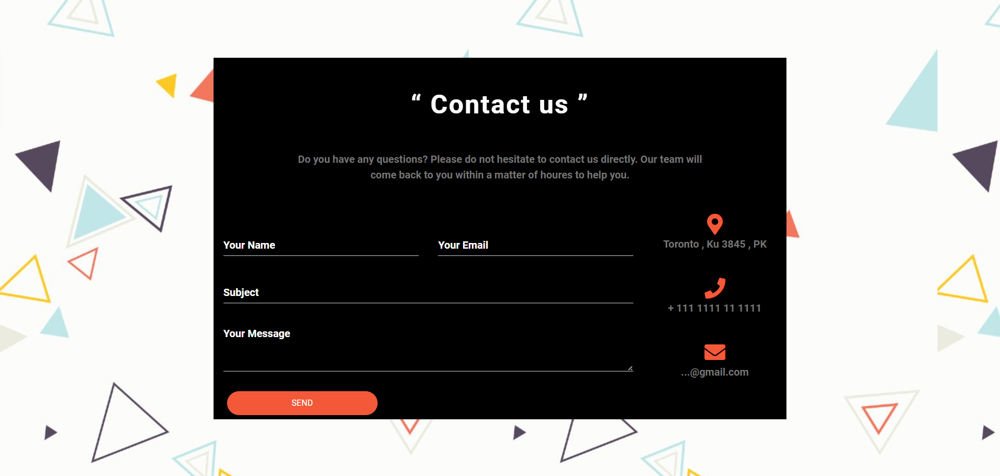 “ Contact us ”
Do you have any questions? Please do not hesitate to contact us directly. Our team will
come back to you within a matter of houres to help you.
Your Name
Your Email
Subject
Your Message
SEND
Toronto , Ku 3845 , PK
+ 111 1111 11 1111
...@gmail.com